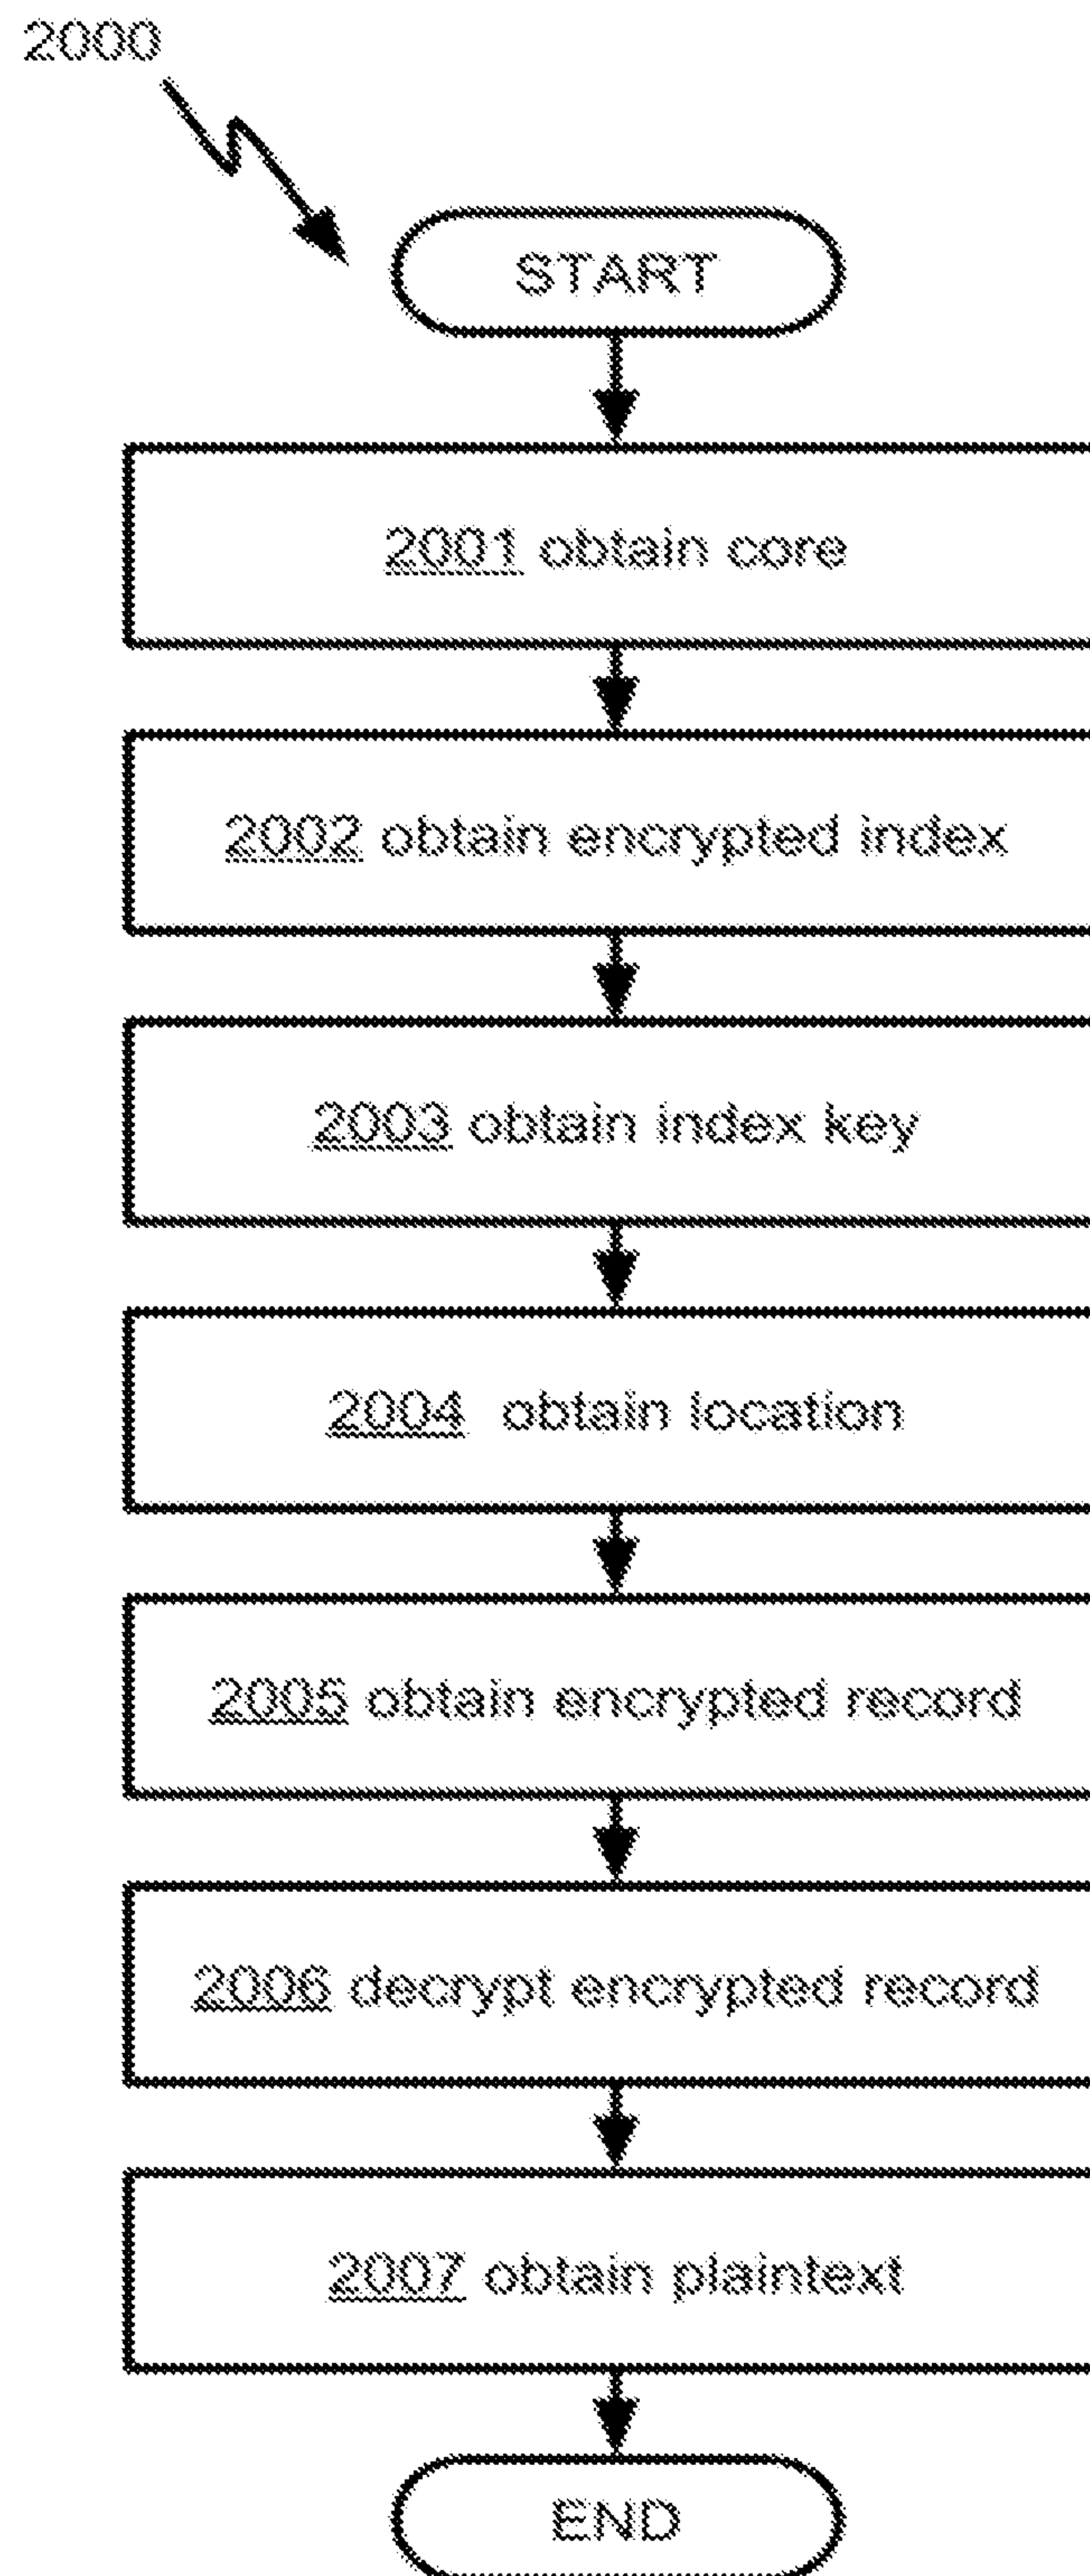 2000
START
2001 obtain core
2002 obtain encrypted index
2003 obtain index key
2004 obtain location
2005 obtain encrypted record
2006 decrypt encrypted record
2007 obtain plaintext
END